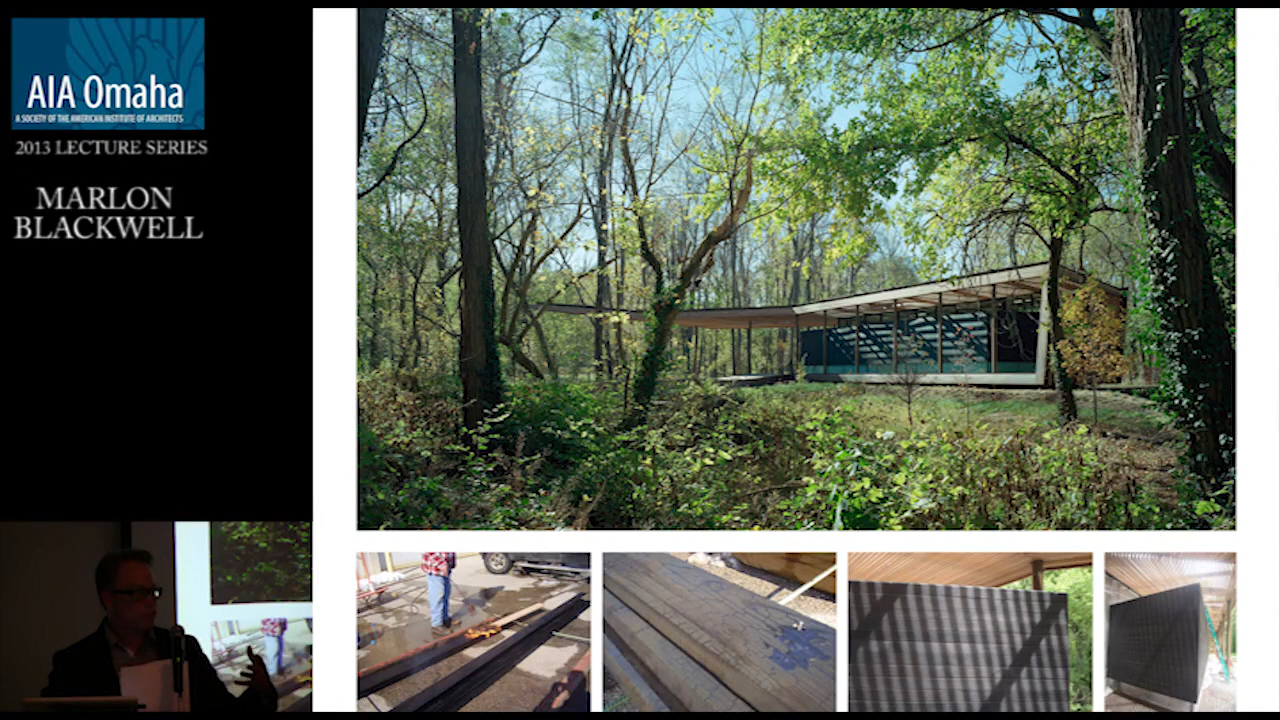 AIA Omaha
A SOCIETY OF THE AMERICAN INSTITUTE OF ARCHITECTS
2013 LECTURE SERIES
MARLON
BLACKWELL